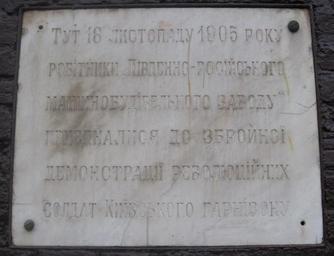 Тут 18 листопаду 1905 року
робітники Південно-російського
машинобудівельного заводу
приєдналися до збройної
демонстрації революційних
солдат Київського гарнізону